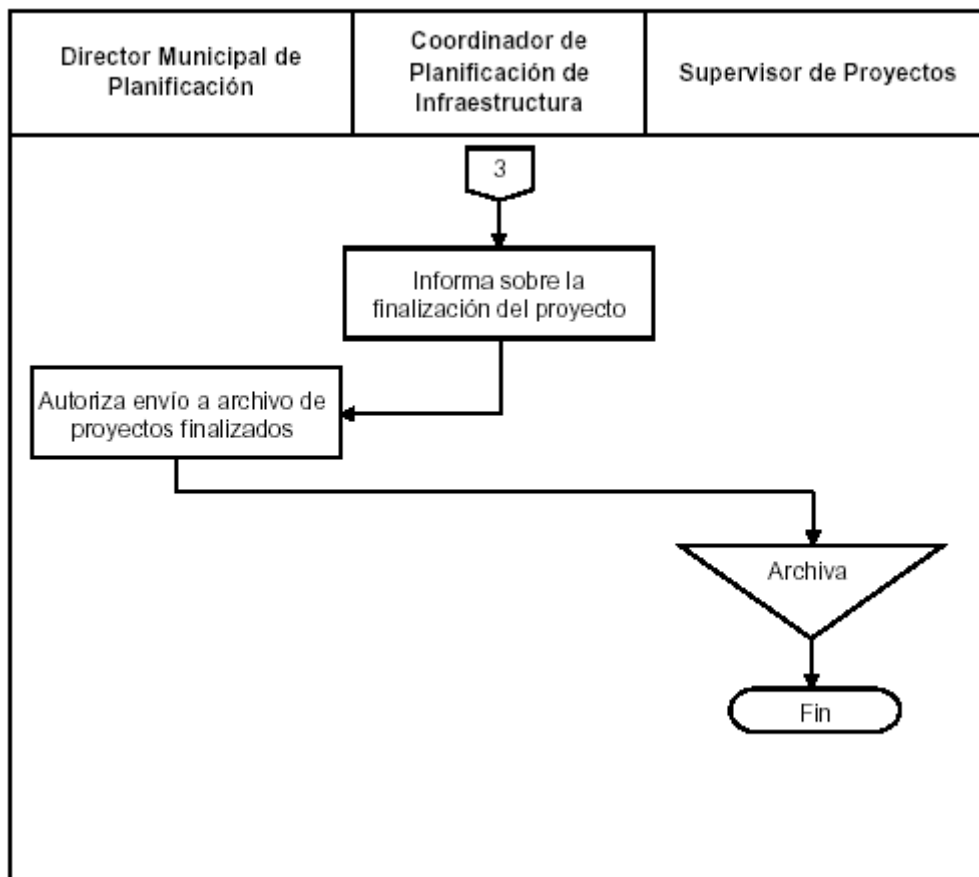 Director Municipal de
Planificación
Coordinador de
Planificación de
Infraestructura
Supervisor de Proyectos
3
Informa sobre la
finalización del proyecto
Autoriza envío a archivo de
proyectos finalizados
Archiva
Fin